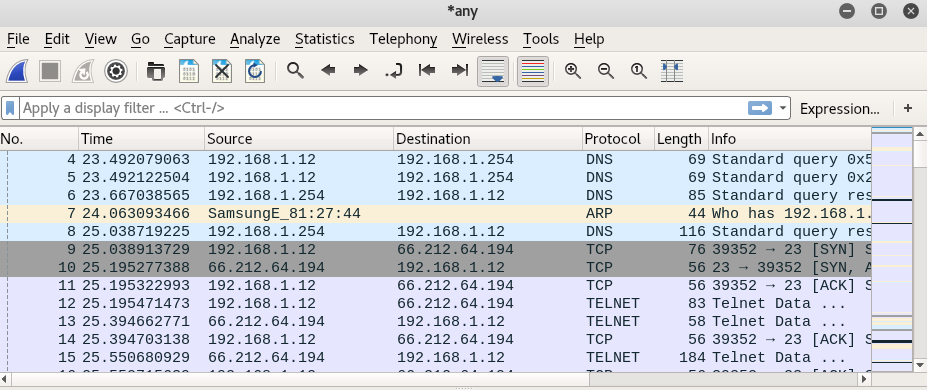 *any
File Edit View Go Capture Analyze Statistics Telephony Wireless Tools Help
Apply a display filter ... <Ctrl-/> Expression... +
No. Time Source Destination Protocol Length Info
4 23.492079063 192.168.1.12 192.168.1.254 DNS 69 Standard query 0x5
5 23.492122504 192.168.1.12 192.168.1.254 DNS 69 Standard query 0x2
6 23.667038565 192.168.1.254 192.168.1.12 DNS 85 Standard query res
7 24.063093466 SamsungE_81:27:44 ARP 44 Who has 192.168.1.
8 25.038719225 192.168.1.254 192.168.1.12 DNS 116 Standard query res
9 25.038913729 192.168.1.12 66.212.64.194 TCP 76 39352 → 23 [SYN] S
10 25.195277388 66.212.64.194 192.168.1.12 TCP 56 23 → 39352 [SYN, A
11 25.195322993 192.168.1.12 66.212.64.194 TCP 56 39352 → 23 [ACK] S
12 25.195471473 192.168.1.12 66.212.64.194 TELNET 83 Telnet Data ...
13 25.394662771 66.212.64.194 192.168.1.12 TELNET 58 Telnet Data ...
14 25.394703138 192.168.1.12 66.212.64.194 TCP 56 39352 → 23 [ACK] S
15 25.550680929 66.212.64.194 192.168.1.12 TELNET 184 Telnet Data ...